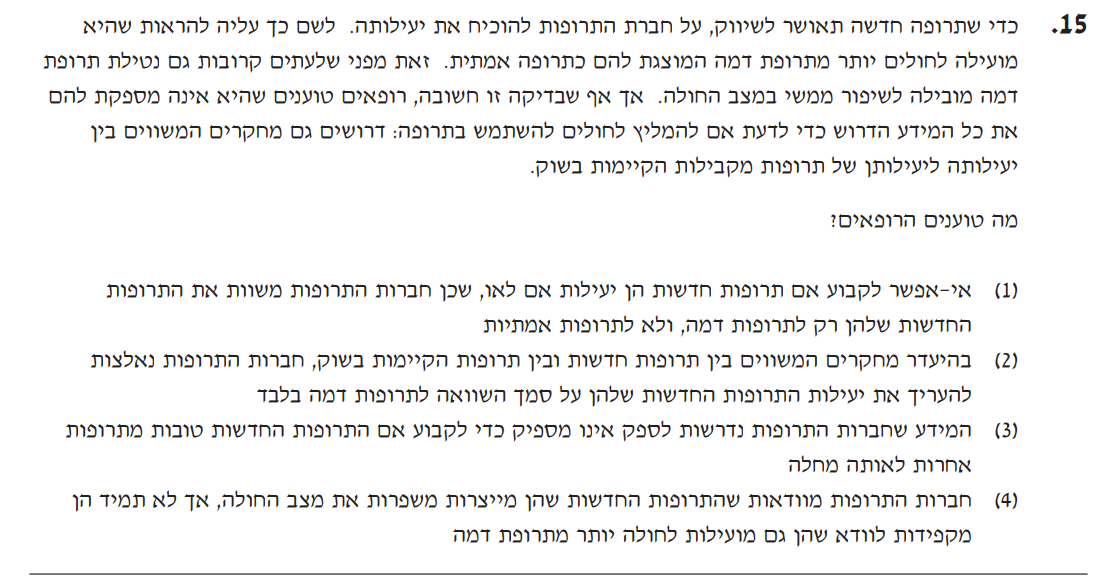 15. כדי שתרופה חדשה תאושר לשיווק, על חברת התרופות להוכיח את יעילותה. לשם כך עליה להראות שהיא
מועילה לחולים יותר מתרופת דמה המוצגת להם כתרופה אמתית. זאת מפני שלעתים קרובות גם נטילת תרופת
דמה מובילה לשיפור ממשי במצב החולה. אך אף שבדיקה זו חשובה, רופאים טוענים שהיא אינה מספקת להם
את כל המידע הדרוש כדי לדעת אם להמליץ לחולים להשתמש בתרופה: דרושים גם מחקרים המשווים בין
יעילותה ליעילותן של תרופות מקבילות הקיימות בשוק.
מה טוענים הרופאים?
(1) אי-אפשר לקבוע אם תרופות חדשות הן יעילות אם לאו, שכן חברות התרופות משוות את התרופות
החדשות שלהן רק לתרופות דמה, ולא לתרופות אמתיות
(2) בהיעדר מחקרים המשווים בין תרופות חדשות ובין תרופות הקיימות בשוק, חברות התרופות נאלצות
להעריך את יעילות התרופות החדשות שלהן על סמך השוואה לתרופות דמה בלבד
(3) המידע שחברות התרופות נדרשות לספק אינו מספיק כדי לקבוע אם התרופות החדשות טובות מתרופות
אחרות לאותה מחלה
(4) חברות התרופות מוודאות שהתרופות החדשות שהן מייצרות משפרות את מצב החולה, אך לא תמיד הן
מקפידות לוודא שהן גם מועילות לחולה יותר מתרופת דמה